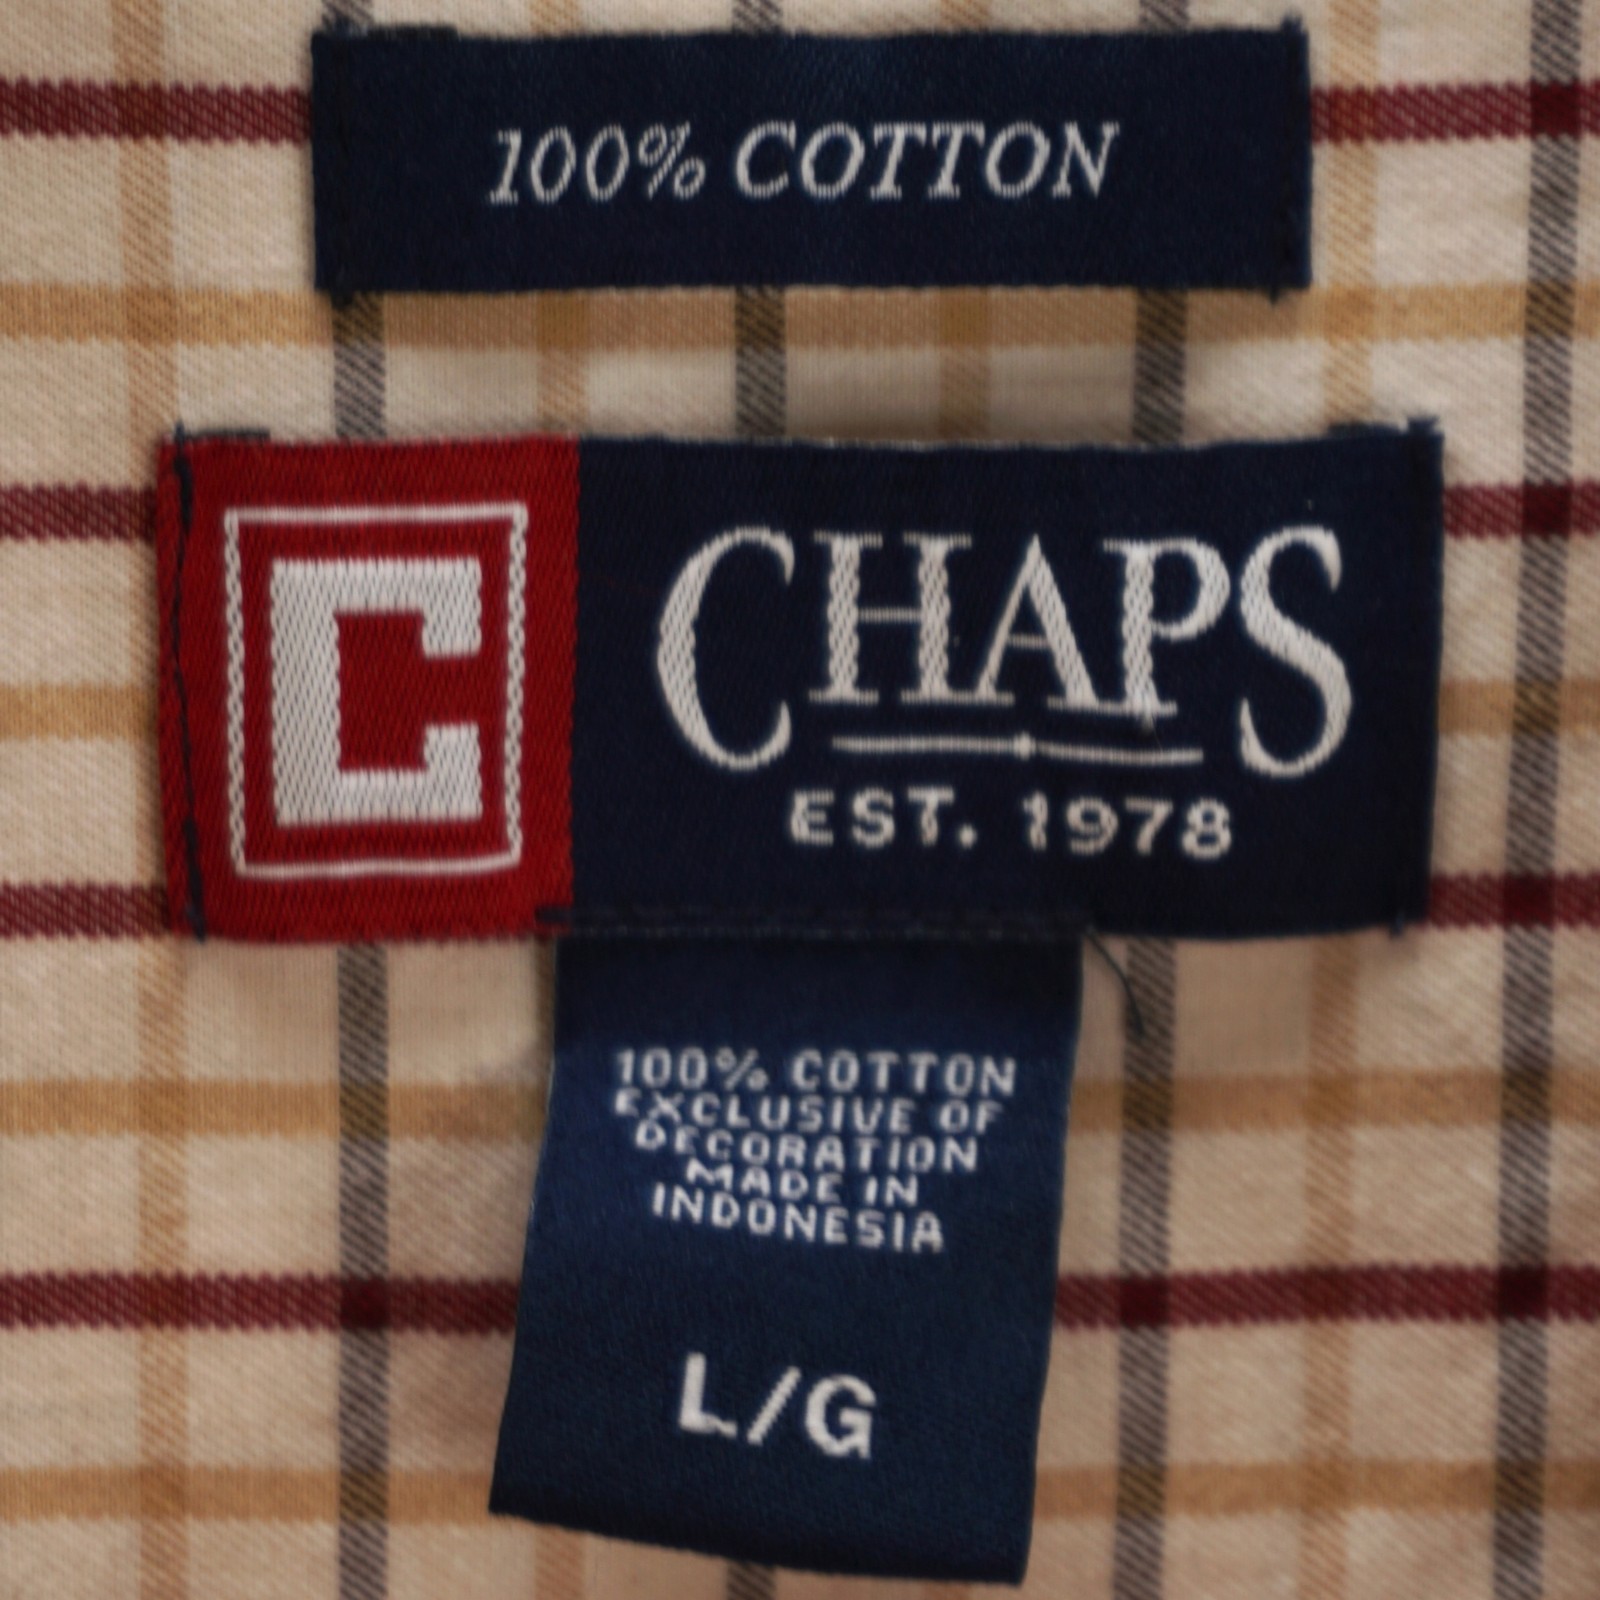 100% COTTON
C
CHAPS
EST. 1978
100% COTTON
EXCLUSIVE OF
DECORATION
MADE IN
INDONESIA
L/G